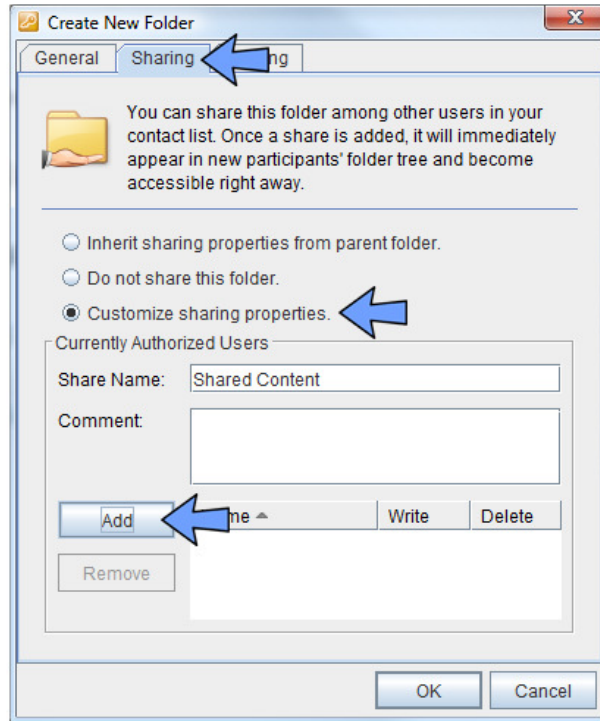 Create New Folder
General Sharing ng
You can share this folder among other users in your
contact list. Once a share is added, it will immediately
appear in new participants' folder tree and become
accessible right away.
Inherit sharing properties from parent folder.
Do not share this folder.
Customize sharing properties.
Currently Authorized Users
Share Name: Shared Content
Comment:
Add me Write Delete
Remove
OK Cancel